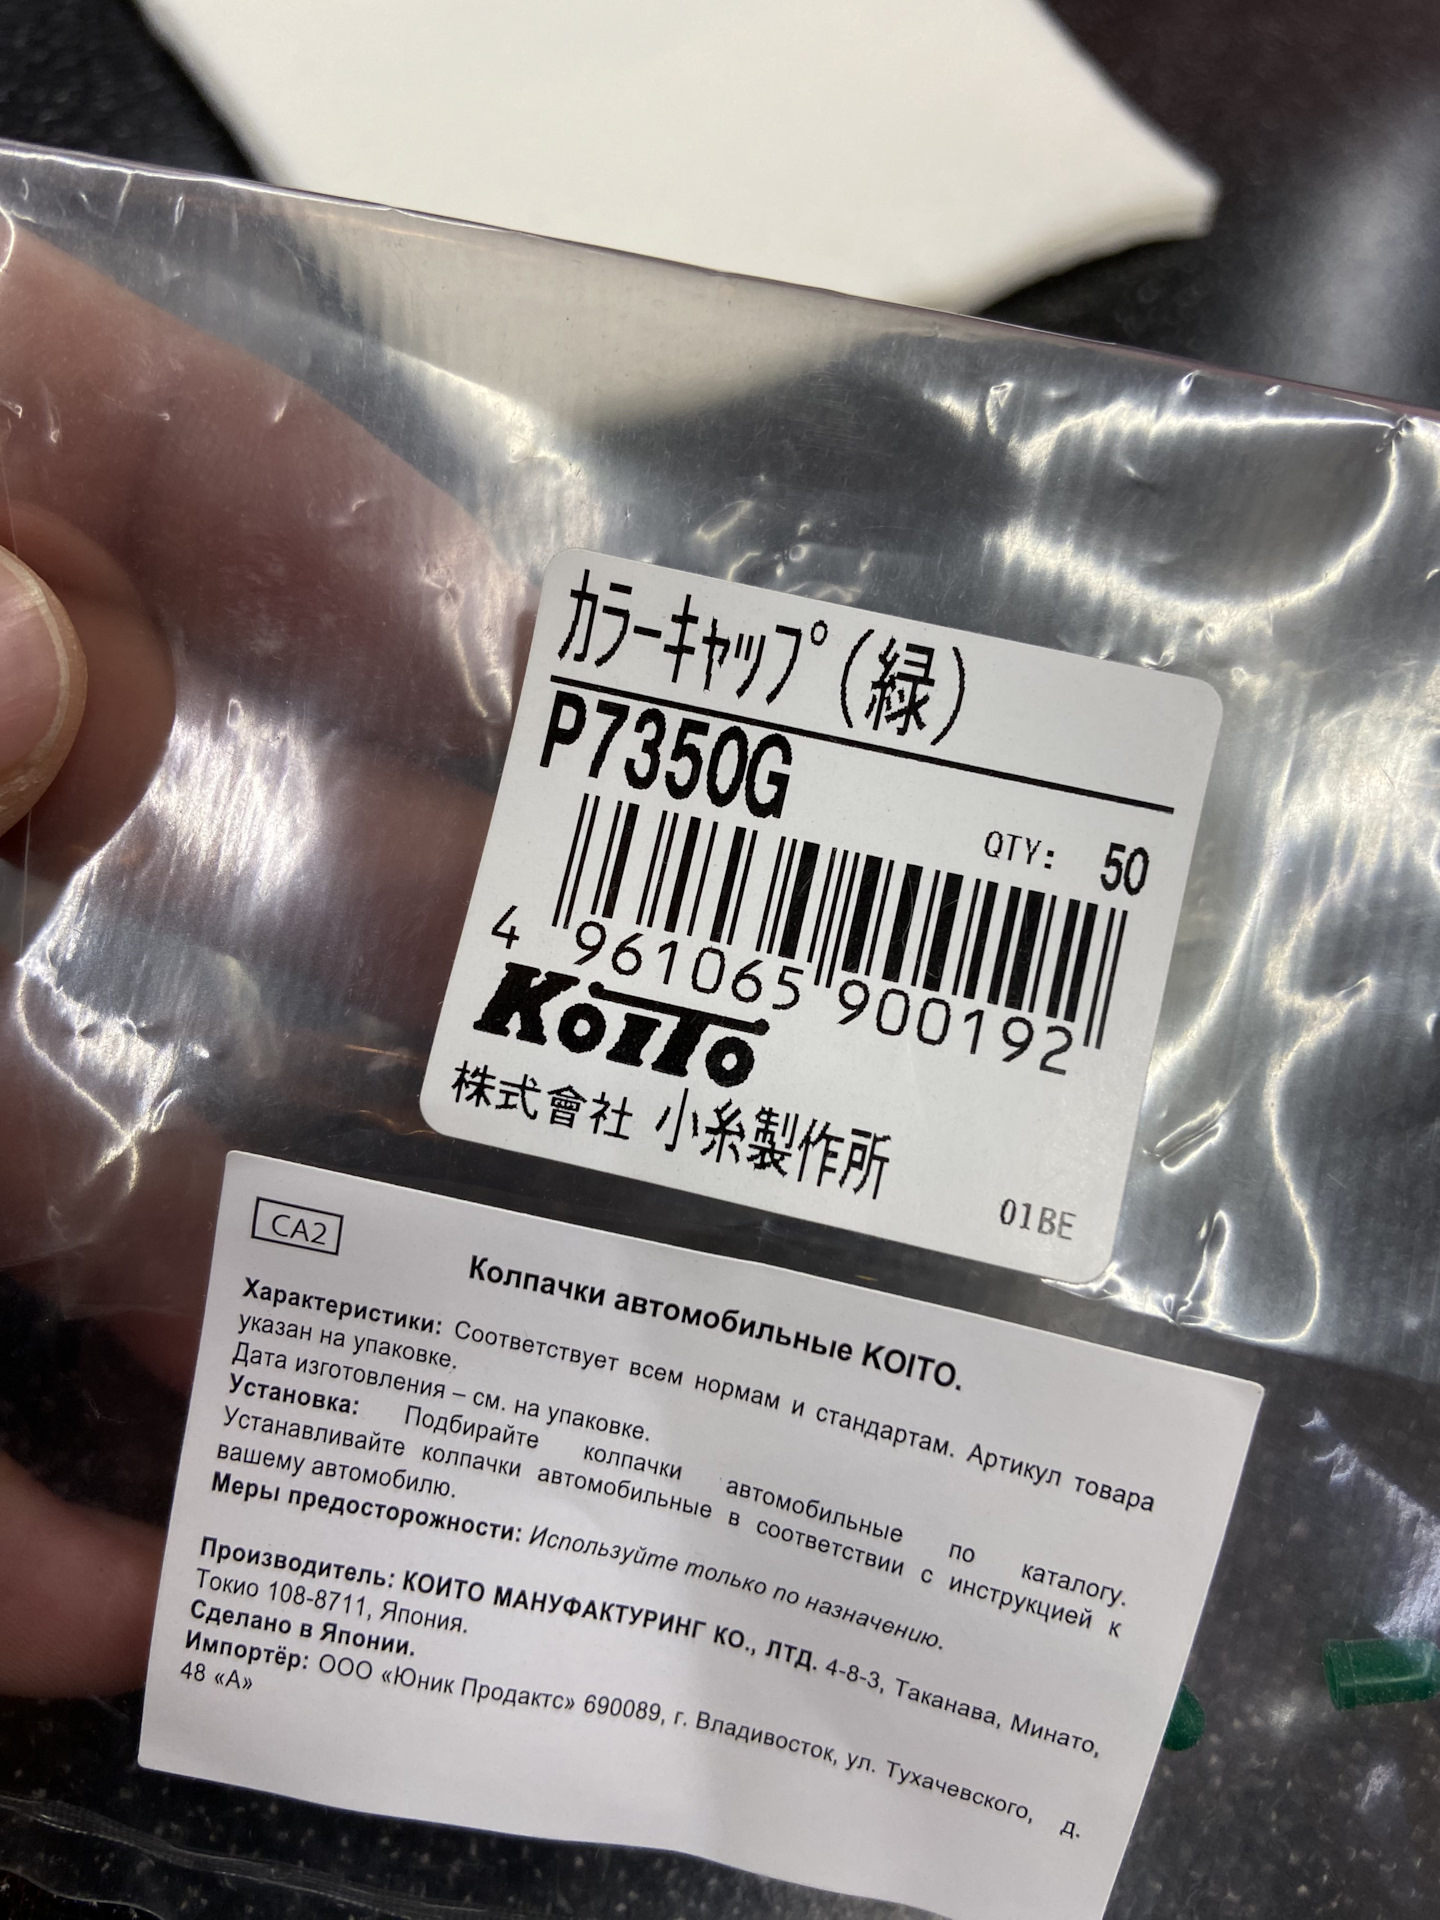 カラーキャップ(緑)
P7350G
QTY: 50
4 961065 900192
KOITO
株式會社 小糸製作所
01BE
CA2
Колпачки автомобильные KOITO.
Характеристики: Соответствует всем нормам и стандартам. Артикул товара
указан на упаковке.
Дата изготовления – см. на упаковке.
Установка: Подбирайте колпачки автомобильные по каталогу.
Устанавливайте колпачки автомобильные в соответствии с инструкцией к
вашему автомобилю.
Меры предосторожности: Используйте только по назначению.
Производитель: КОИТО МАНУФАКТУРИНГ КО., ЛТД. 4-8-3, Таканава, Минато,
Токио 108-8711, Япония.
Сделано в Японии.
Импортёр: ООО «Юник Продактс» 690089, г. Владивосток, ул. Тухачевского, д.
48 «А»